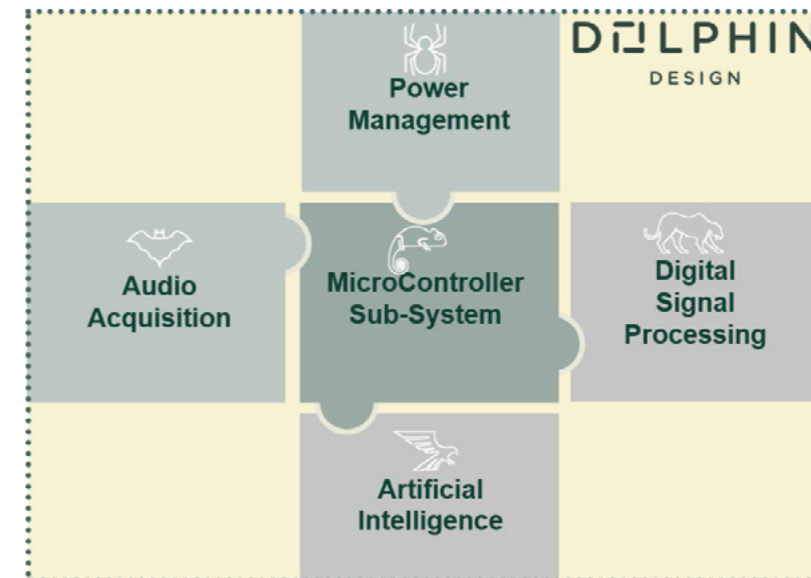 DOLPHIN
DESIGN
Power
Management
Audio
Acquisition
MicroController
Sub-System
Digital
Signal
Processing
Artificial
Intelligence